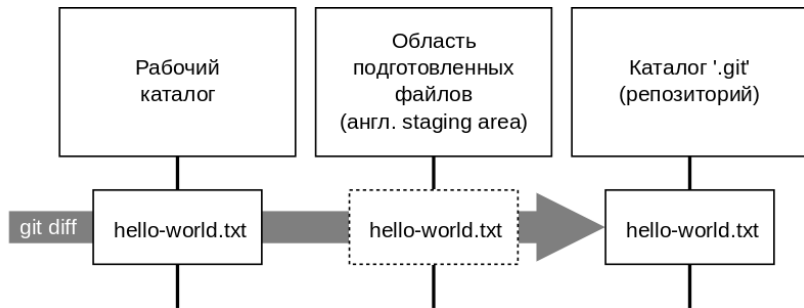 Рабочий
каталог
Область
подготовленных
файлов
(англ. staging area)
Каталог '.git'
(репозиторий)
git diff
hello-world.txt
hello-world.txt
hello-world.txt